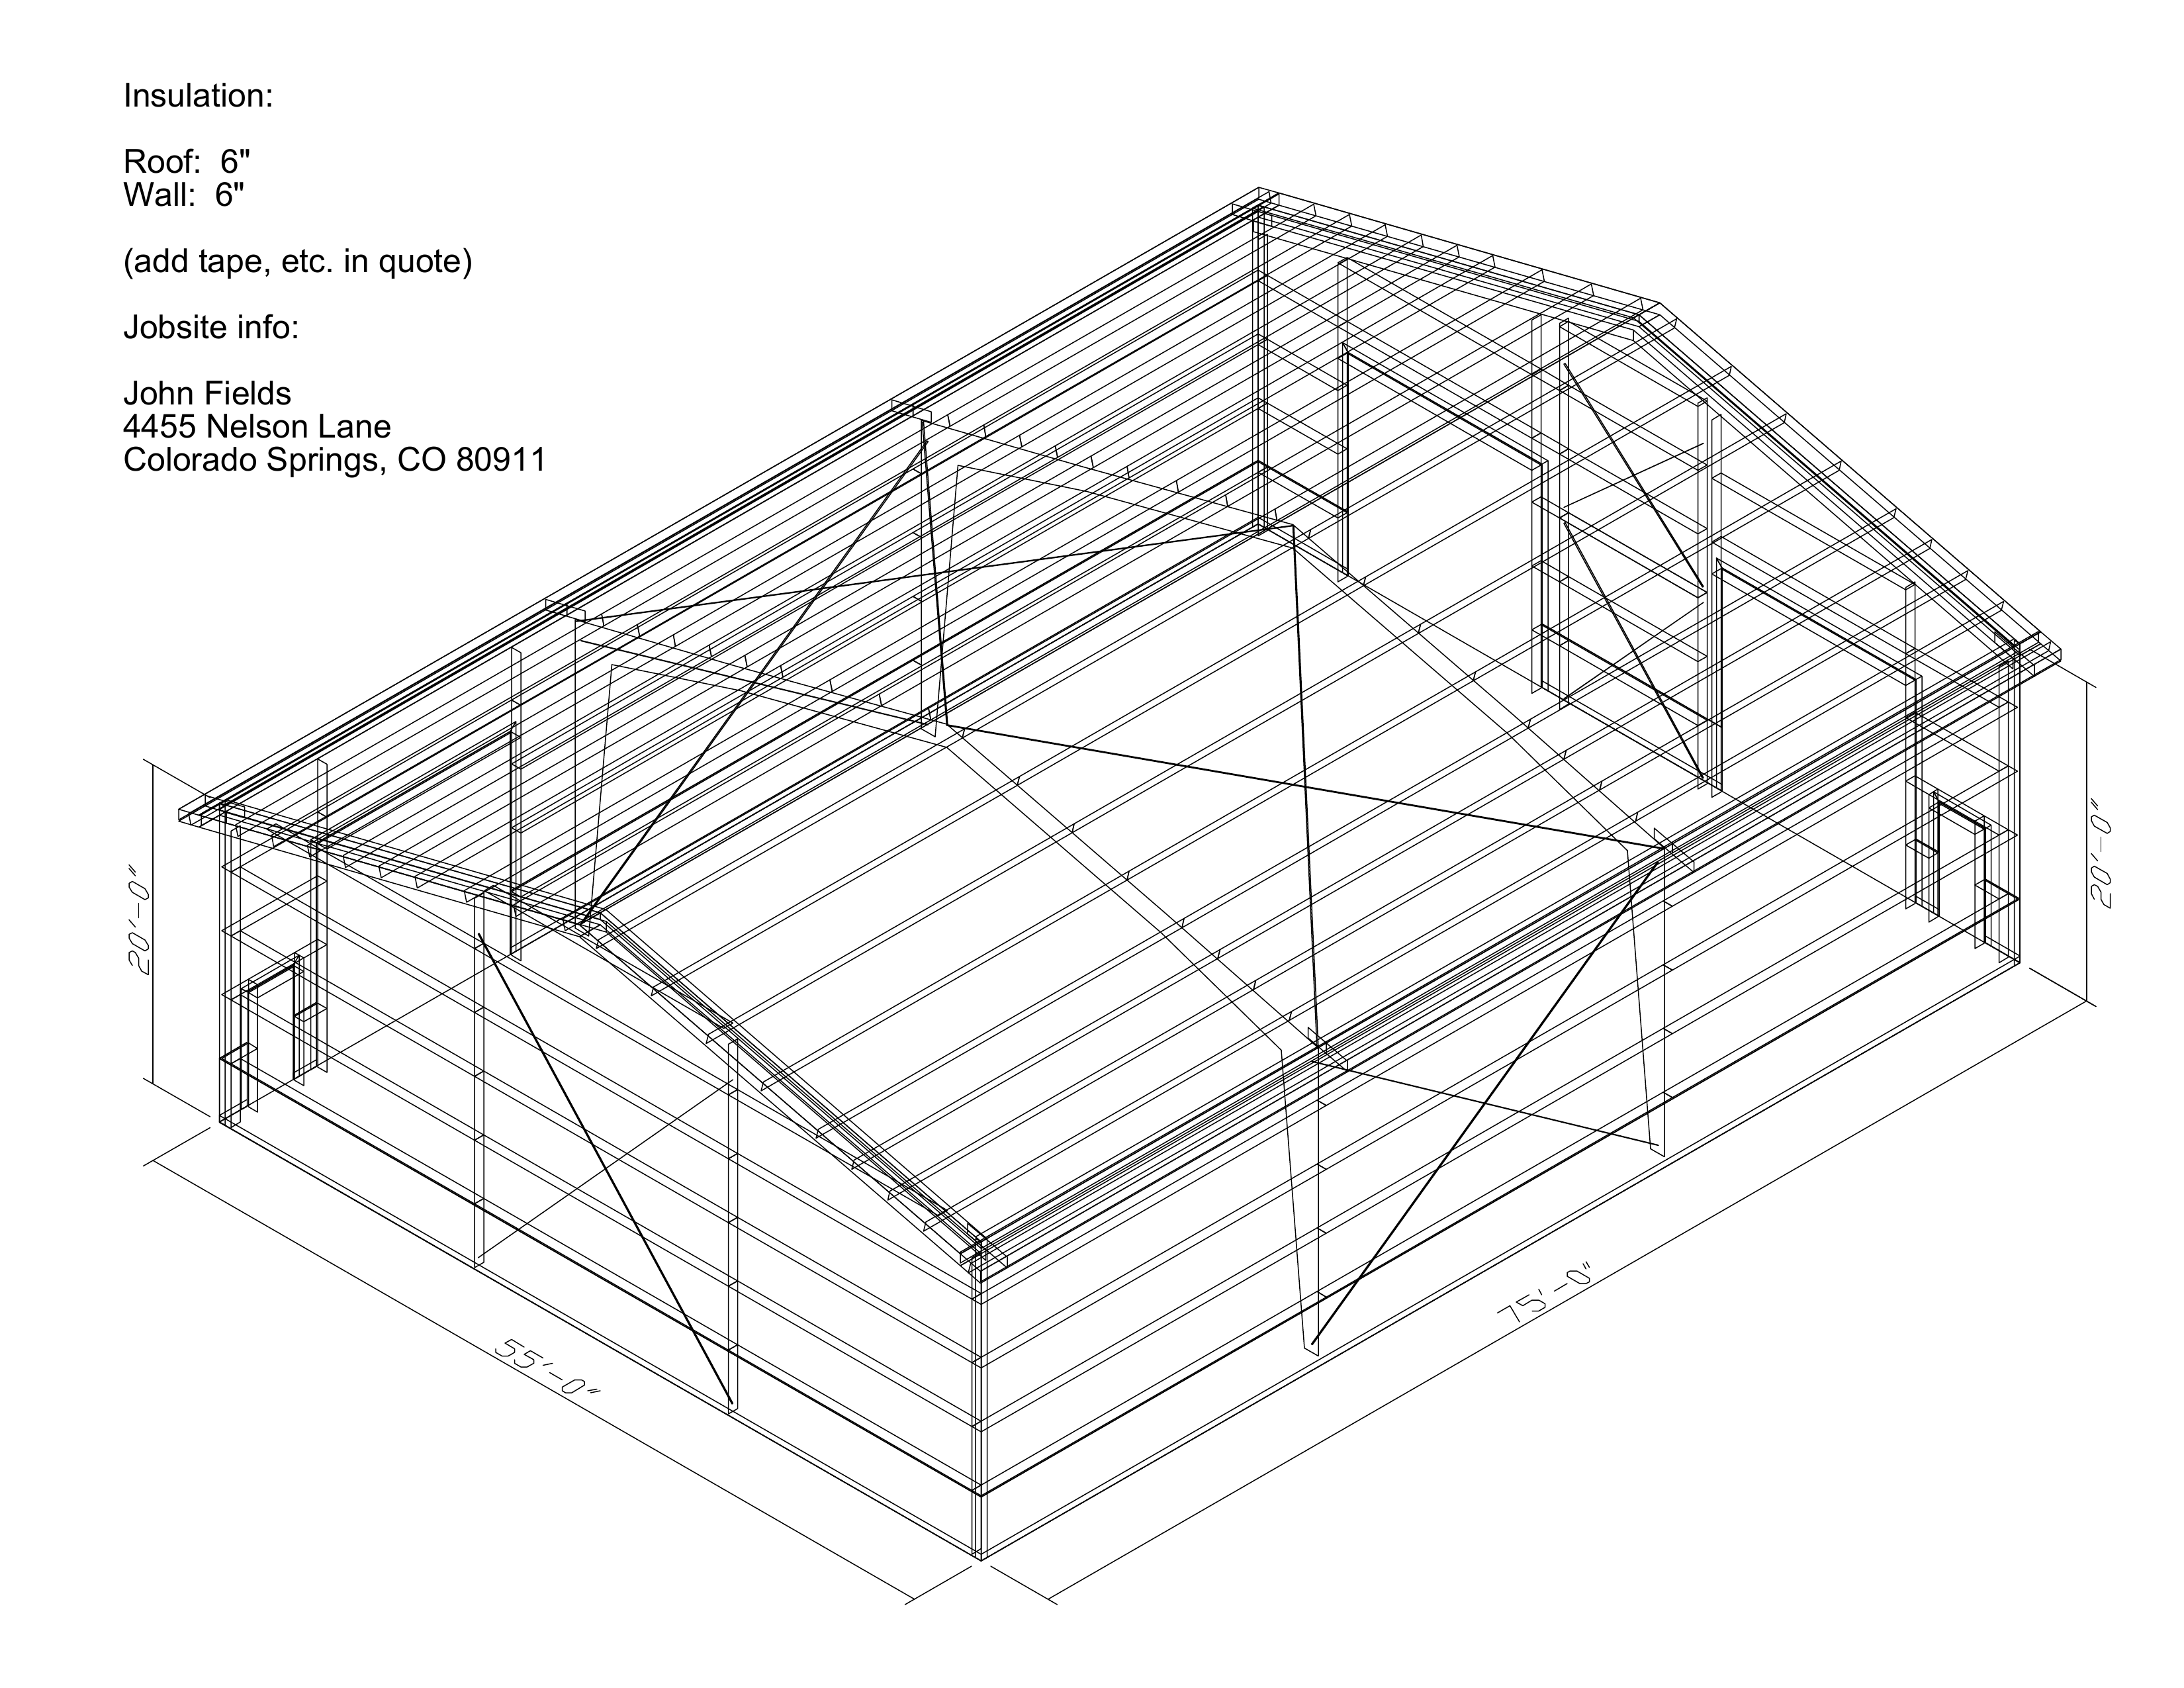 Insulation:
Roof: 6"
Wall: 6"
(add tape, etc. in quote)
Jobsite info:
John Fields
4455 Nelson Lane
Colorado Springs, CO 80911
20'-0"
20'-0"
55'-0"
75'-0"